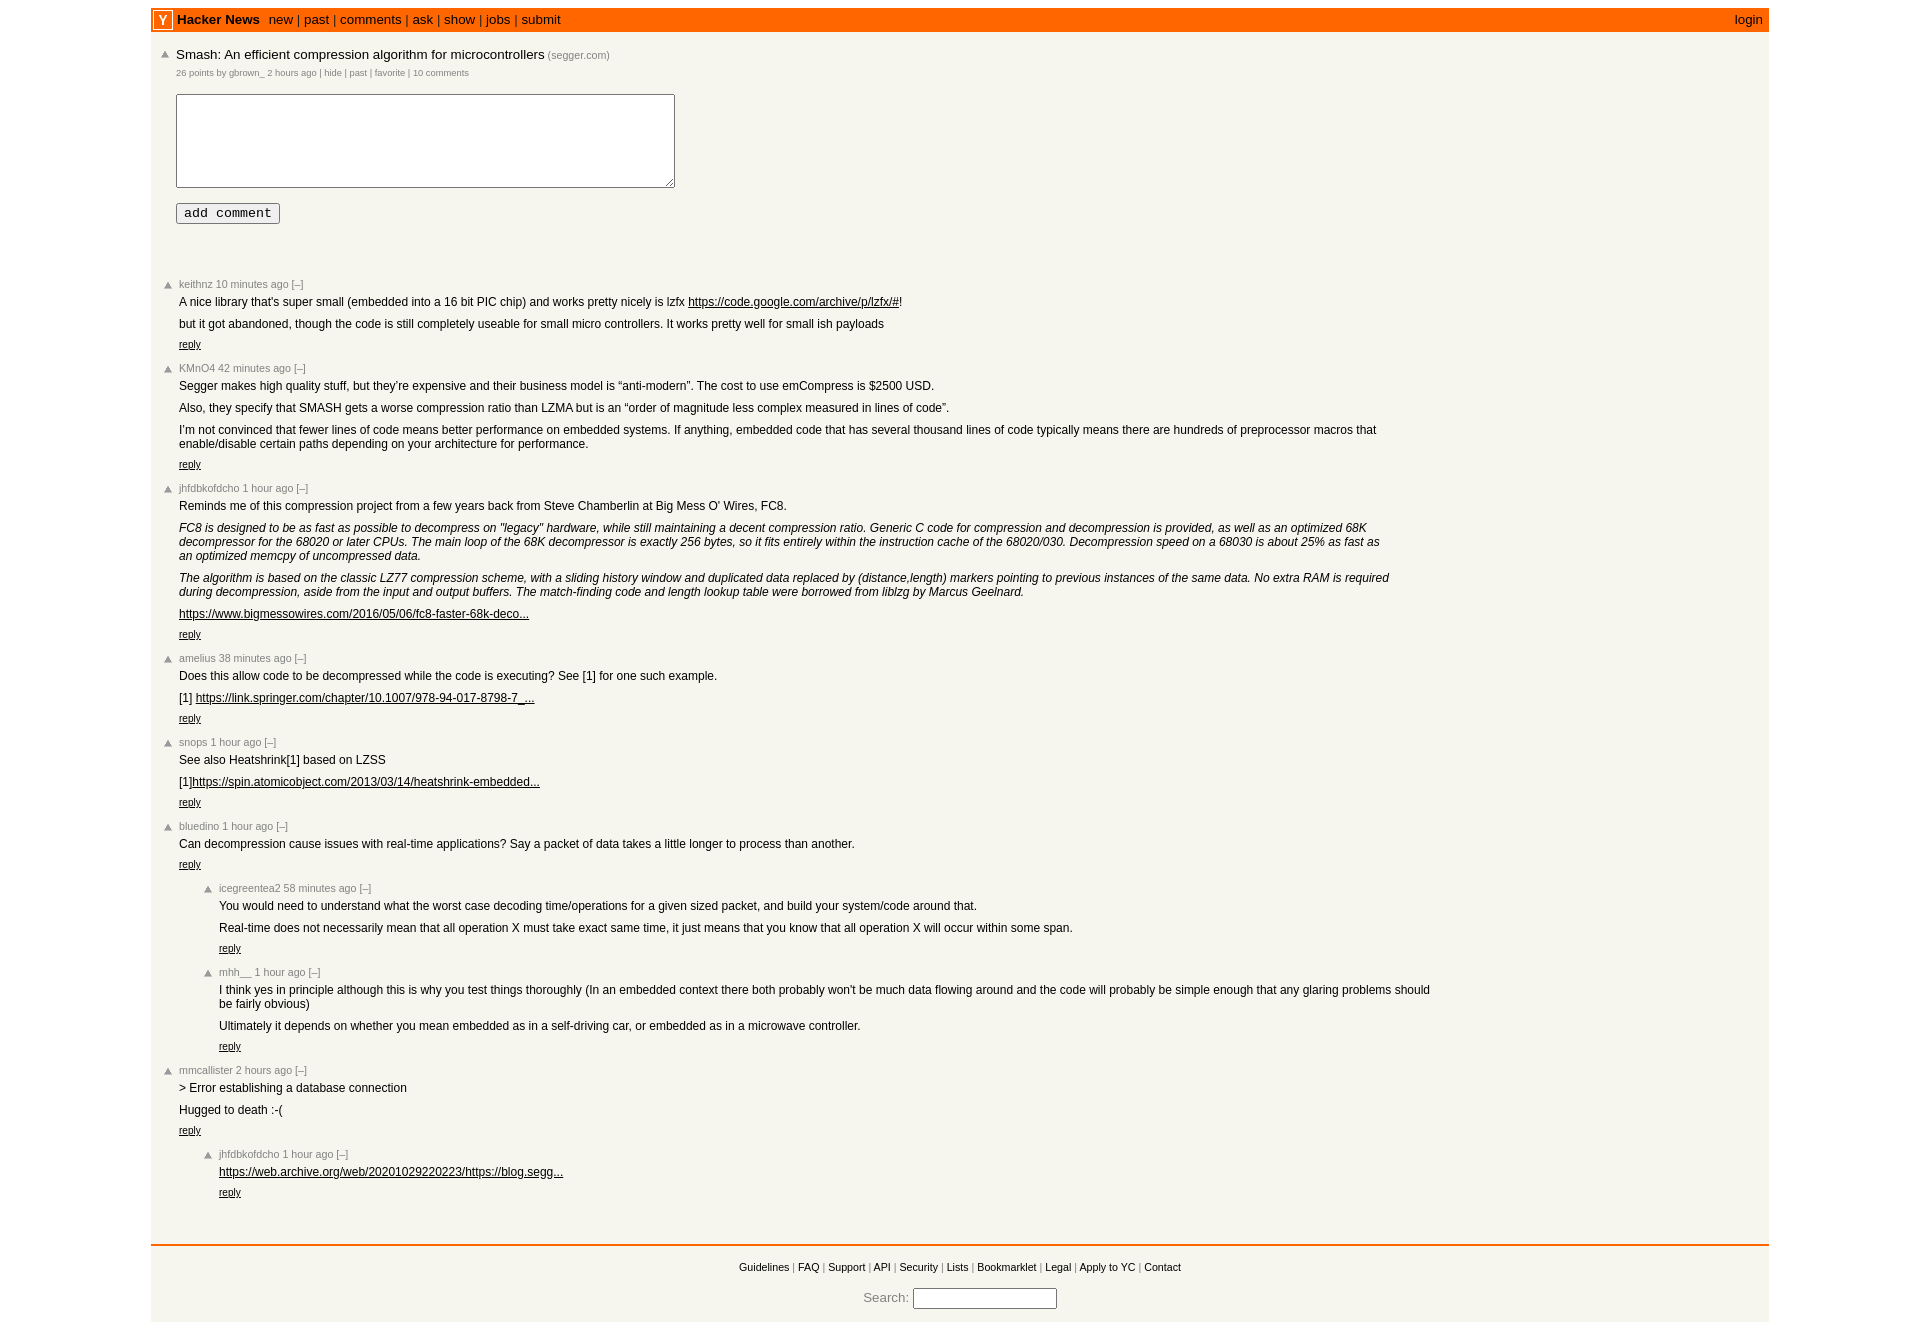 Y Hacker News new | past | comments | ask | show | jobs | submit login
Smash: An efficient compression algorithm for microcontrollers (segger.com)
26 points by gbrown_ 2 hours ago | hide | past | favorite | 10 comments
add comment
keithnz 10 minutes ago [–]
A nice library that's super small (embedded into a 16 bit PIC chip) and works pretty nicely is lzfx https://code.google.com/archive/p/lzfx/#!
but it got abandoned, though the code is still completely useable for small micro controllers. It works pretty well for small ish payloads
reply
KMnO4 42 minutes ago [–]
Segger makes high quality stuff, but they’re expensive and their business model is “anti-modern”. The cost to use emCompress is $2500 USD.
Also, they specify that SMASH gets a worse compression ratio than LZMA but is an “order of magnitude less complex measured in lines of code”.
I’m not convinced that fewer lines of code means better performance on embedded systems. If anything, embedded code that has several thousand lines of code typically means there are hundreds of preprocessor macros that
enable/disable certain paths depending on your architecture for performance.
reply
jhfdbkofdcho 1 hour ago [–]
Reminds me of this compression project from a few years back from Steve Chamberlin at Big Mess O' Wires, FC8.
FC8 is designed to be as fast as possible to decompress on "legacy" hardware, while still maintaining a decent compression ratio. Generic C code for compression and decompression is provided, as well as an optimized 68K
decompressor for the 68020 or later CPUs. The main loop of the 68K decompressor is exactly 256 bytes, so it fits entirely within the instruction cache of the 68020/030. Decompression speed on a 68030 is about 25% as fast as
an optimized memcpy of uncompressed data.
The algorithm is based on the classic LZ77 compression scheme, with a sliding history window and duplicated data replaced by (distance,length) markers pointing to previous instances of the same data. No extra RAM is required
during decompression, aside from the input and output buffers. The match-finding code and length lookup table were borrowed from liblzg by Marcus Geelnard.
https://www.bigmessowires.com/2016/05/06/fc8-faster-68k-deco...
reply
amelius 38 minutes ago [–]
Does this allow code to be decompressed while the code is executing? See [1] for one such example.
[1] https://link.springer.com/chapter/10.1007/978-94-017-8798-7_...
reply
snops 1 hour ago [–]
See also Heatshrink[1] based on LZSS
[1]https://spin.atomicobject.com/2013/03/14/heatshrink-embedded...
reply
bluedino 1 hour ago [–]
Can decompression cause issues with real-time applications? Say a packet of data takes a little longer to process than another.
reply
icegreentea2 58 minutes ago [–]
You would need to understand what the worst case decoding time/operations for a given sized packet, and build your system/code around that.
Real-time does not necessarily mean that all operation X must take exact same time, it just means that you know that all operation X will occur within some span.
reply
mhh__ 1 hour ago [–]
I think yes in principle although this is why you test things thoroughly (In an embedded context there both probably won't be much data flowing around and the code will probably be simple enough that any glaring problems should
be fairly obvious)
Ultimately it depends on whether you mean embedded as in a self-driving car, or embedded as in a microwave controller.
reply
mmcallister 2 hours ago [–]
> Error establishing a database connection
Hugged to death :-(
reply
jhfdbkofdcho 1 hour ago [–]
https://web.archive.org/web/20201029220223/https://blog.segg...
reply
Guidelines | FAQ | Support | API | Security | Lists | Bookmarklet | Legal | Apply to YC | Contact
Search: